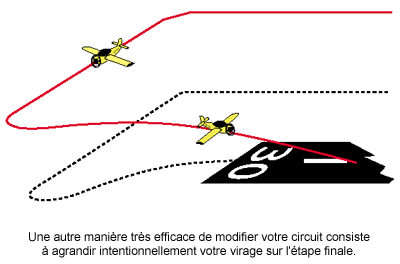 30
Une autre manière très efficace de modifier votre circuit consiste
à agrandir intentionnellement votre virage sur l'étape finale.